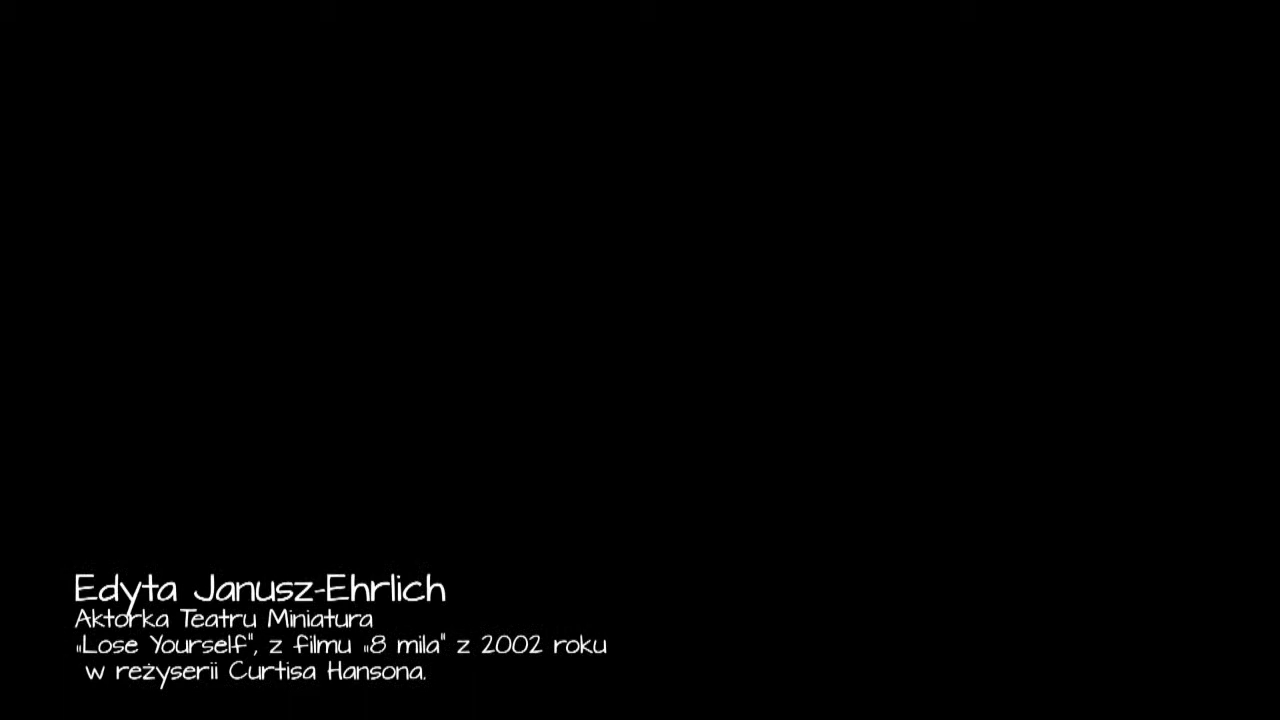 Edyta Janusz-Ehrlich
Aktorka Teatru Miniatura
„Lose Yourself", z filmu „8 mila" z 2002 roku
w reżyserii Curtisa Hansona.